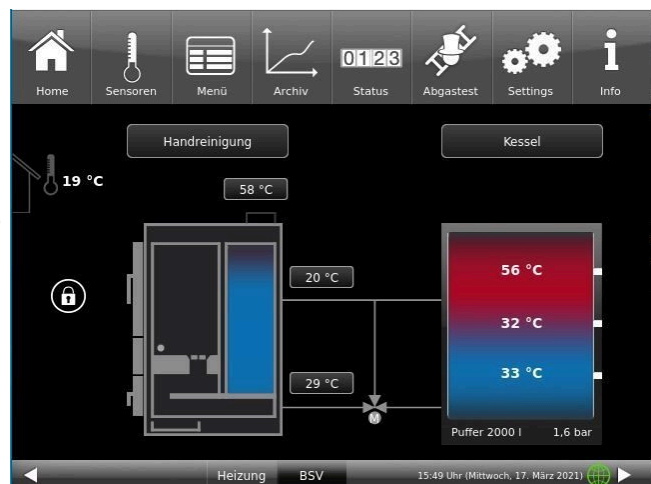 0123
Home Sensoren Menü Archiv Status Abgastest Settings Info
Handreinigung Kessel
19 °C
58 °C
20 °C
56 °C
32 °C
29 °C
33 °C
M
Puffer 2000 l 1,6 bar
Heizung BSV 15:49 Uhr (Mittwoch, 17. März 2021)